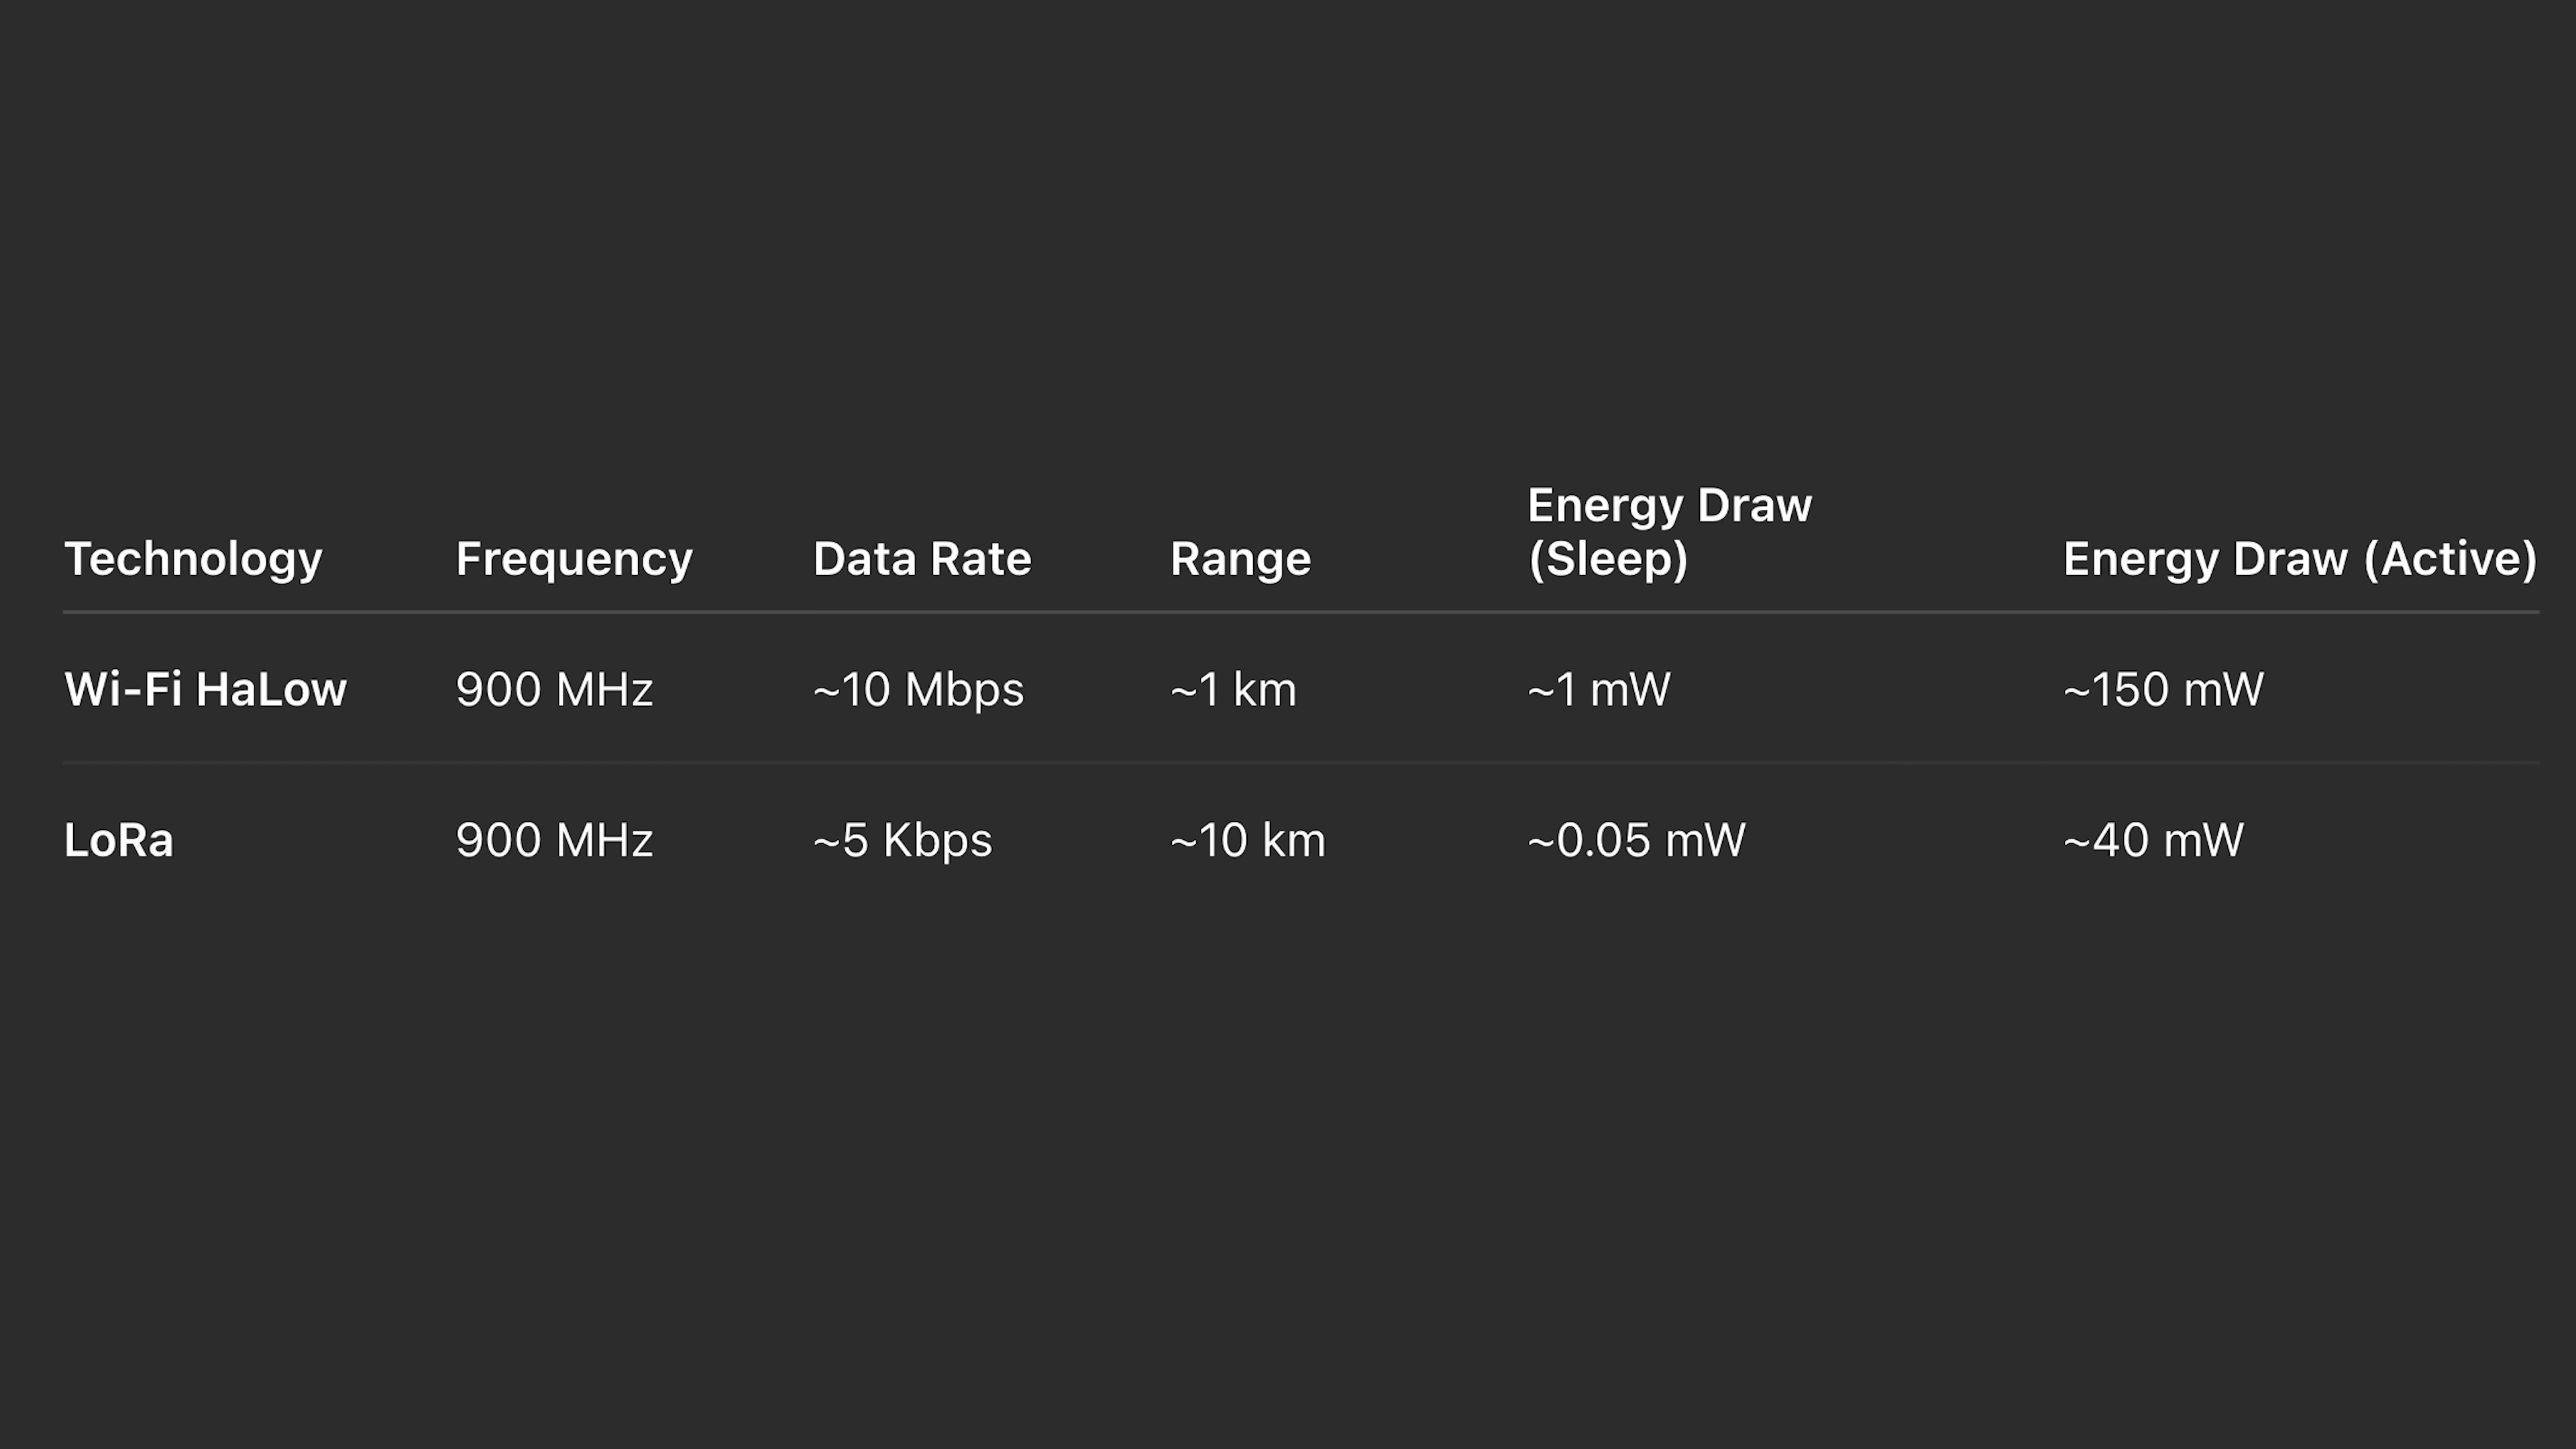 Technology Frequency Data Rate Range Energy Draw (Sleep) Energy Draw (Active)
Wi-Fi HaLow 900 MHz ~10 Mbps ~1 km ~1 mW ~150 mW
LoRa 900 MHz ~5 Kbps ~10 km ~0.05 mW ~40 mW